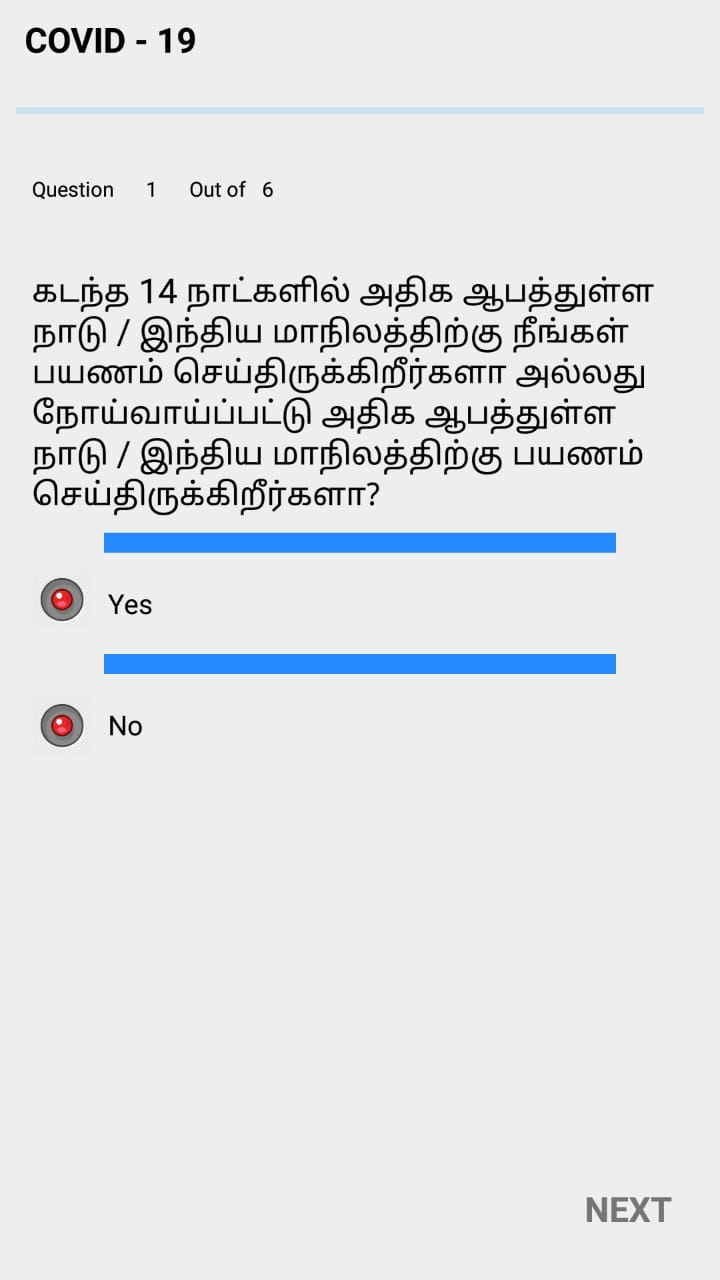 COVID - 19
Question 1 Out of 6
கடந்த 14 நாட்களில் அதிக ஆபத்துள்ள
நாடு / இந்திய மாநிலத்திற்கு நீங்கள்
பயணம் செய்திருக்கிறீர்களா அல்லது
நோய்வாய்ப்பட்டு அதிக ஆபத்துள்ள
நாடு / இந்திய மாநிலத்திற்கு பயணம்
செய்திருக்கிறீர்களா?
Yes
No
NEXT